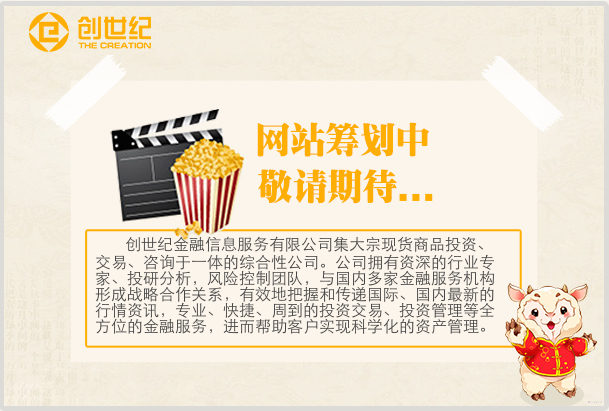 创世纪
THE CREATION
网站筹划中
敬请期待...
创世纪金融信息服务有限公司集大宗现货商品投资、
交易、咨询于一体的综合性公司。公司拥有资深的行业专
家、投研分析，风险控制团队，与国内多家金融服务机构
形成战略合作关系，有效地把握和传递国际、国内最新的
行情资讯，专业、快捷、周到的投资交易、投资管理等全
方位的金融服务，进而帮助客户实现科学化的资产管理。